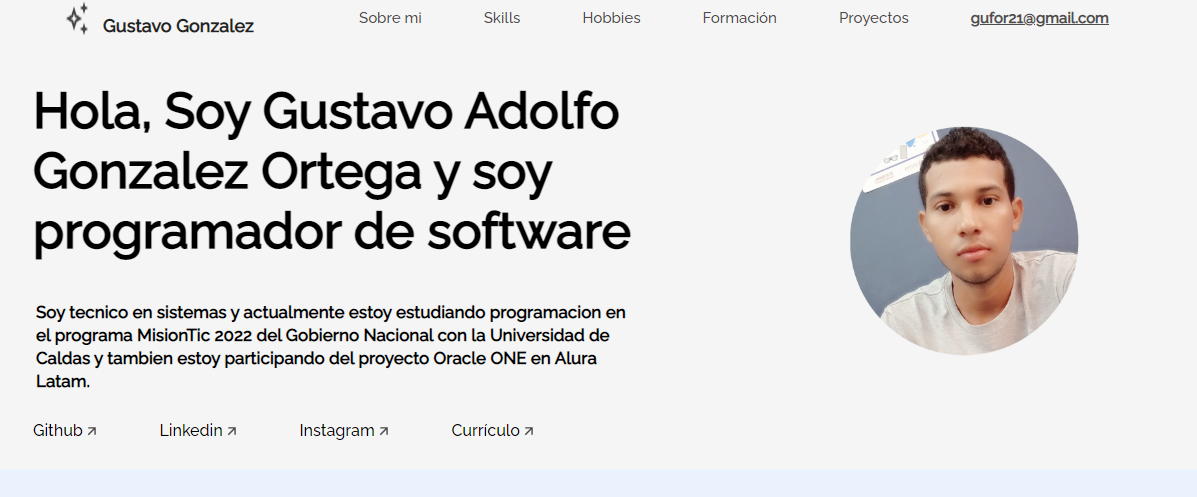 Gustavo Gonzalez
Sobre mi
Skills
Hobbies
Formación
Proyectos
gufor21@gmail.com
Hola, Soy Gustavo Adolfo
Gonzalez Ortega y soy
programador de software
Soy tecnico en sistemas y actualmente estoy estudiando programacion en
el programa MisionTic 2022 del Gobierno Nacional con la Universidad de
Caldas y tambien estoy participando del proyecto Oracle ONE en Alura
Latam.
Github
Linkedin
Instagram
Currículo